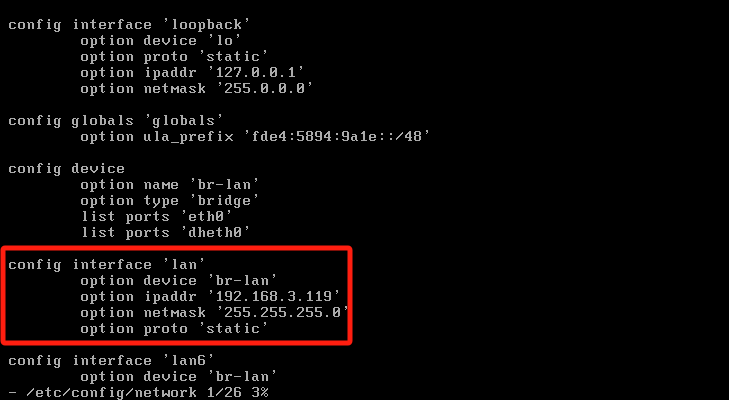 config interface 'loopback'
        option device 'lo'
        option proto 'static'
        option ipaddr '127.0.0.1'
        option netmask '255.0.0.0'
config globals 'globals'
        option ula_prefix 'fde4:5894:9a1e::/48'
config device
        option name 'br-lan'
        option type 'bridge'
        list ports 'eth0'
        list ports 'dheth0'
config interface 'lan'
        option device 'br-lan'
        option ipaddr '192.168.3.119'
        option netmask '255.255.255.0'
        option proto 'static'
config interface 'lan6'
        option device 'br-lan'
- /etc/config/network 1/26 3%